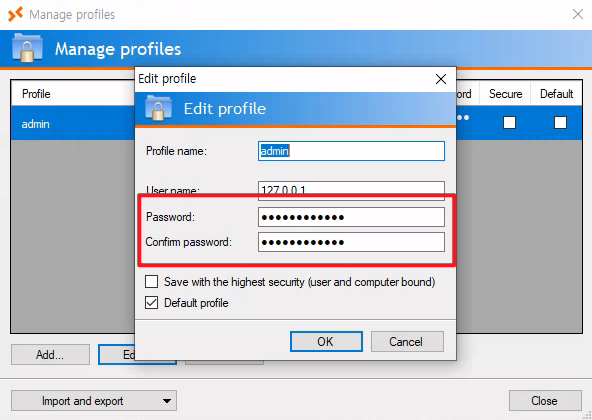 Manage profiles
Manage profiles
Profile
Secure
Default
admin
Edit profile
Edit profile
Profile name:
admin
User name:
127.0.0.1
Password:
●●●●●●●●●●●●
Confirm password:
●●●●●●●●●●●●
Save with the highest security (user and computer bound)
Default profile
OK
Cancel
Add...
Import and export
Close